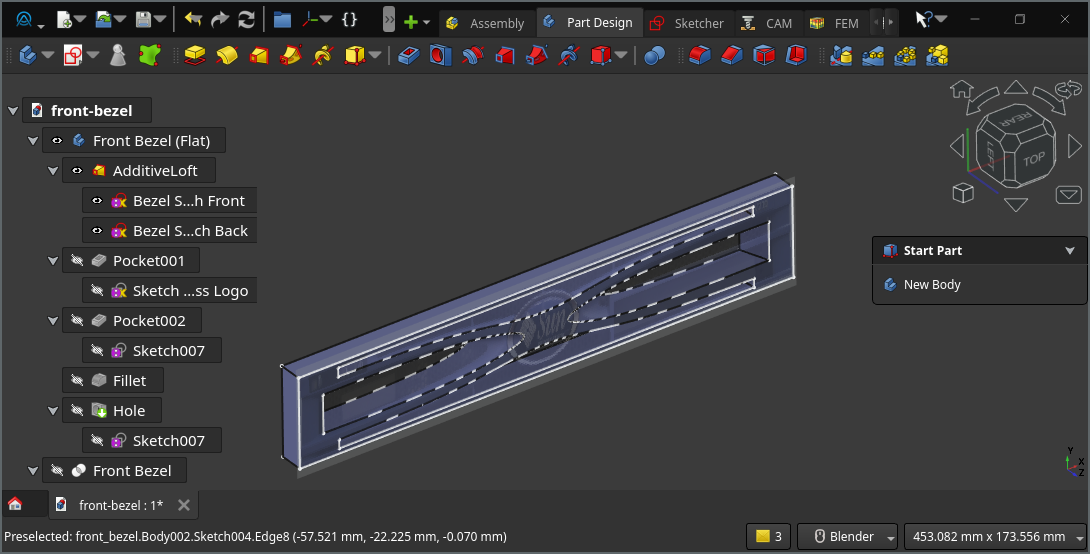 {}
»
Assembly
Part Design
Sketcher
CAM
FEM
front-bezel
Front Bezel (Flat)
AdditiveLoft
Bezel S...h Front
Bezel S...ch Back
Pocket001
Sketch ...ss Logo
Pocket002
Sketch007
Fillet
Hole
Sketch007
Front Bezel
REAR
LEFT
TOP
Start Part
New Body
Sun
Y
X
Z
front-bezel : 1*
Preselected: front_bezel.Body002.Sketch004.Edge8 (-57.521 mm, -22.225 mm, -0.070 mm)
3
Blender
453.082 mm x 173.556 mm